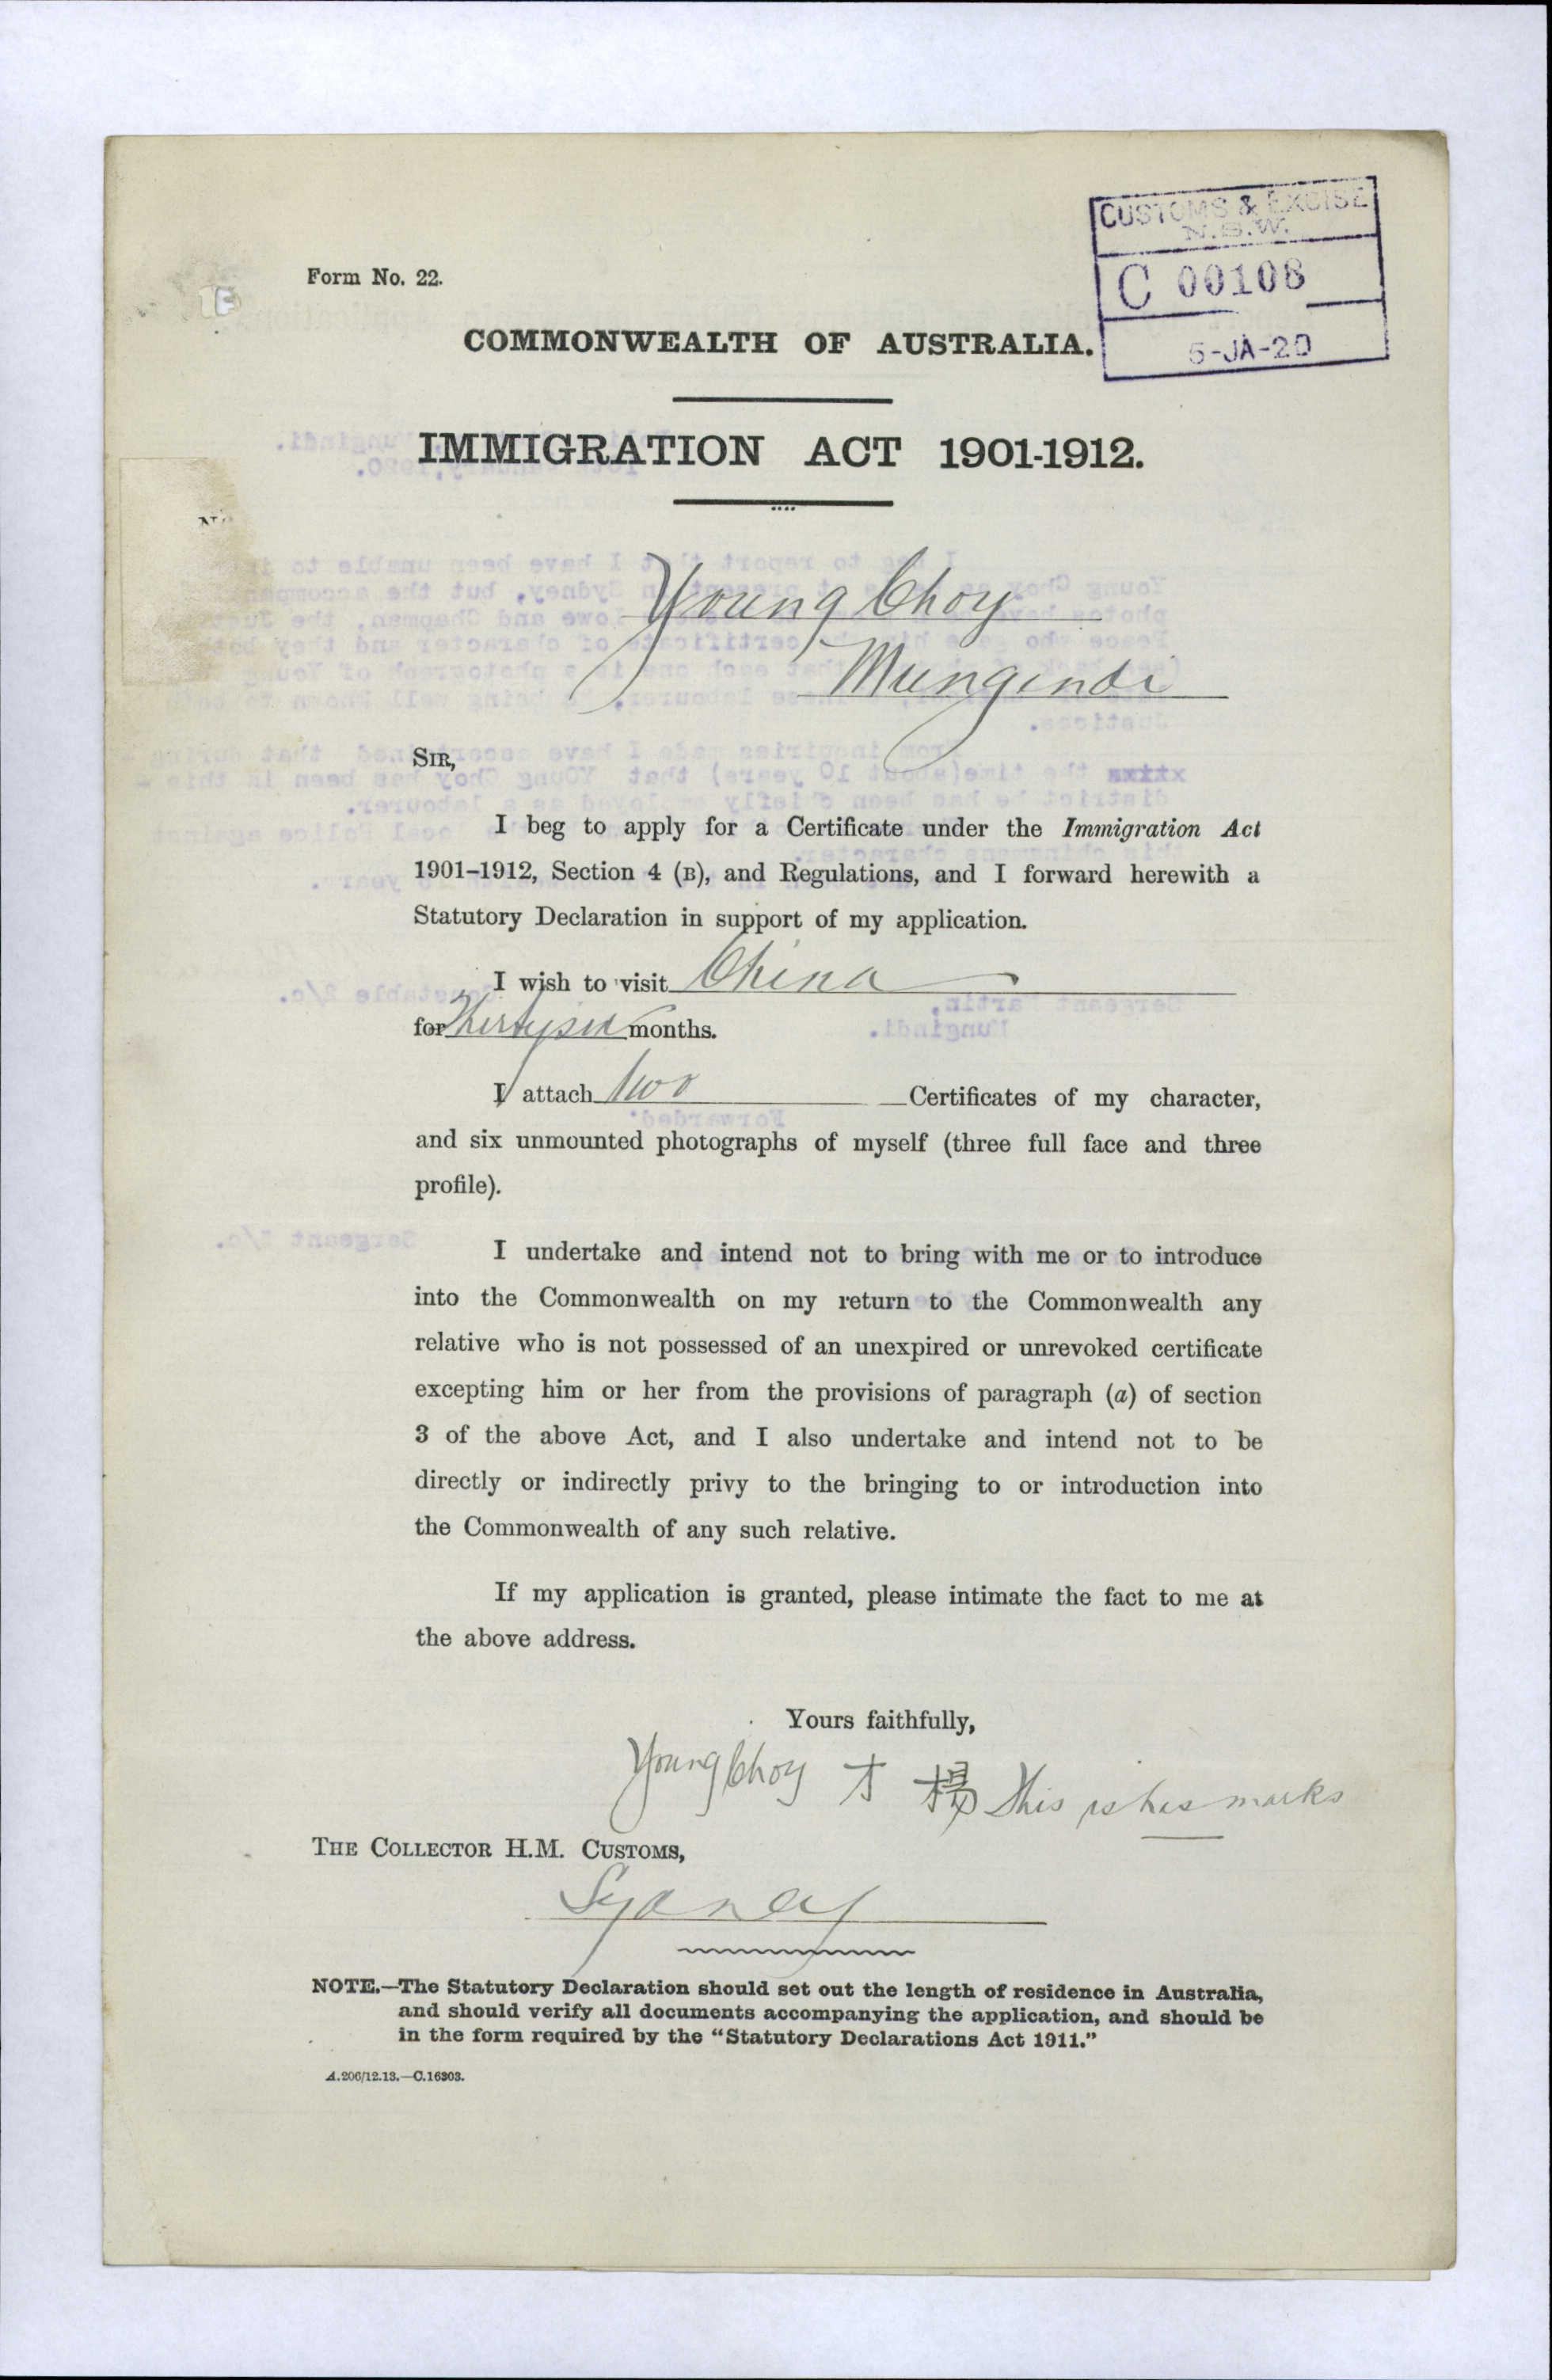 CUSTOMS & EXCISE
N.S.W.
C 00108
5-JA-20
Form No. 22.
COMMONWEALTH OF AUSTRALIA.
IMMIGRATION ACT 1901-1912.
Young Choy
Mungindi
SIR,
I beg to apply for a Certificate under the Immigration Act
1901–1912, Section 4 (B), and Regulations, and I forward herewith a
Statutory Declaration in support of my application.
I wish to visit China
for Thirtysix months.
I attach two Certificates of my character,
and six unmounted photographs of myself (three full face and three
profile).
I undertake and intend not to bring with me or to introduce
into the Commonwealth on my return to the Commonwealth any
relative who is not possessed of an unexpired or unrevoked certificate
excepting him or her from the provisions of paragraph (a) of section
3 of the above Act, and I also undertake and intend not to be
directly or indirectly privy to the bringing to or introduction into
the Commonwealth of any such relative.
If my application is granted, please intimate the fact to me at
the above address.
Yours faithfully,
Young Choy 才 楊 This is his marks
THE COLLECTOR H.M. CUSTOMS,
Sydney
NOTE.—The Statutory Declaration should set out the length of residence in Australia,
and should verify all documents accompanying the application, and should be
in the form required by the “Statutory Declarations Act 1911.”
A.206/12.13.—C.16303.